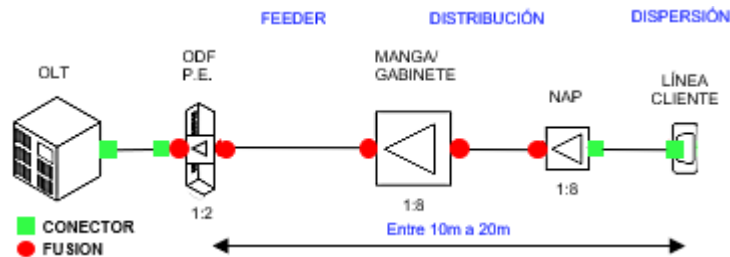 FEEDER
DISTRIBUCIÓN
DISPERSIÓN
OLT
ODF
P.E.
MANGA/
GABINETE
NAP
LÍNEA
CLIENTE
1:2
1:8
1:8
CONECTOR
FUSION
Entre 10m a 20m